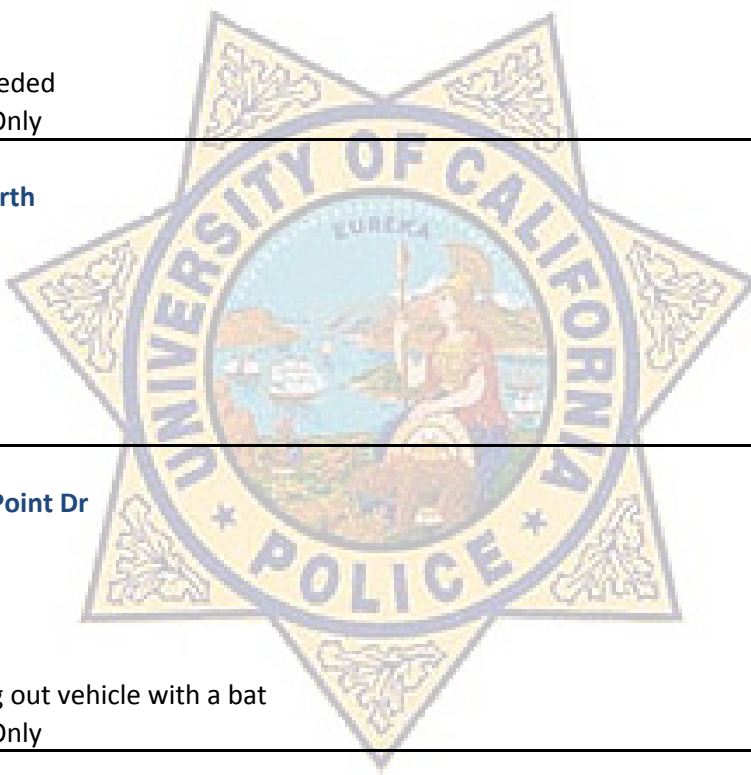 eded
Only
rth
UNIVERSITY OF CALIFORNIA
EUREKA
Point Dr
POLICE
g out vehicle with a bat
Only